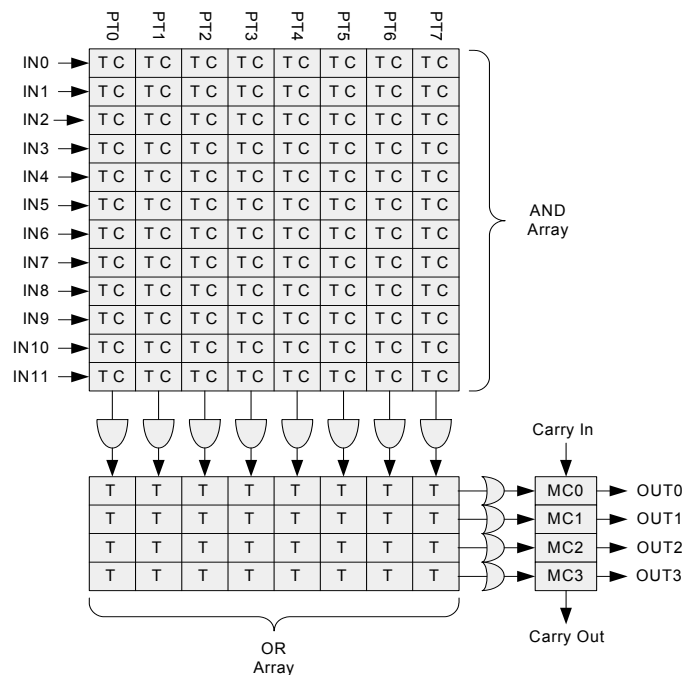 PT0 PT1 PT2 PT3 PT4 PT5 PT6 PT7
IN0 T C T C T C T C T C T C T C T C
IN1 T C T C T C T C T C T C T C T C
IN2 T C T C T C T C T C T C T C T C
IN3 T C T C T C T C T C T C T C T C
IN4 T C T C T C T C T C T C T C T C
IN5 T C T C T C T C T C T C T C T C
IN6 T C T C T C T C T C T C T C T C
IN7 T C T C T C T C T C T C T C T C
IN8 T C T C T C T C T C T C T C T C
IN9 T C T C T C T C T C T C T C T C
IN10 T C T C T C T C T C T C T C T C
IN11 T C T C T C T C T C T C T C T C
AND
Array
Carry In
T T T T T T T T MC0 OUT0
T T T T T T T T MC1 OUT1
T T T T T T T T MC2 OUT2
T T T T T T T T MC3 OUT3
Carry Out
OR
Array